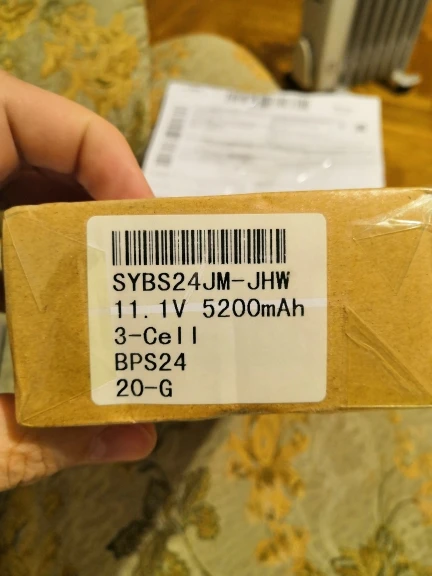 SYBS24JM-JHW
11.1V 5200mAh
3-Cell
BPS24
20-G